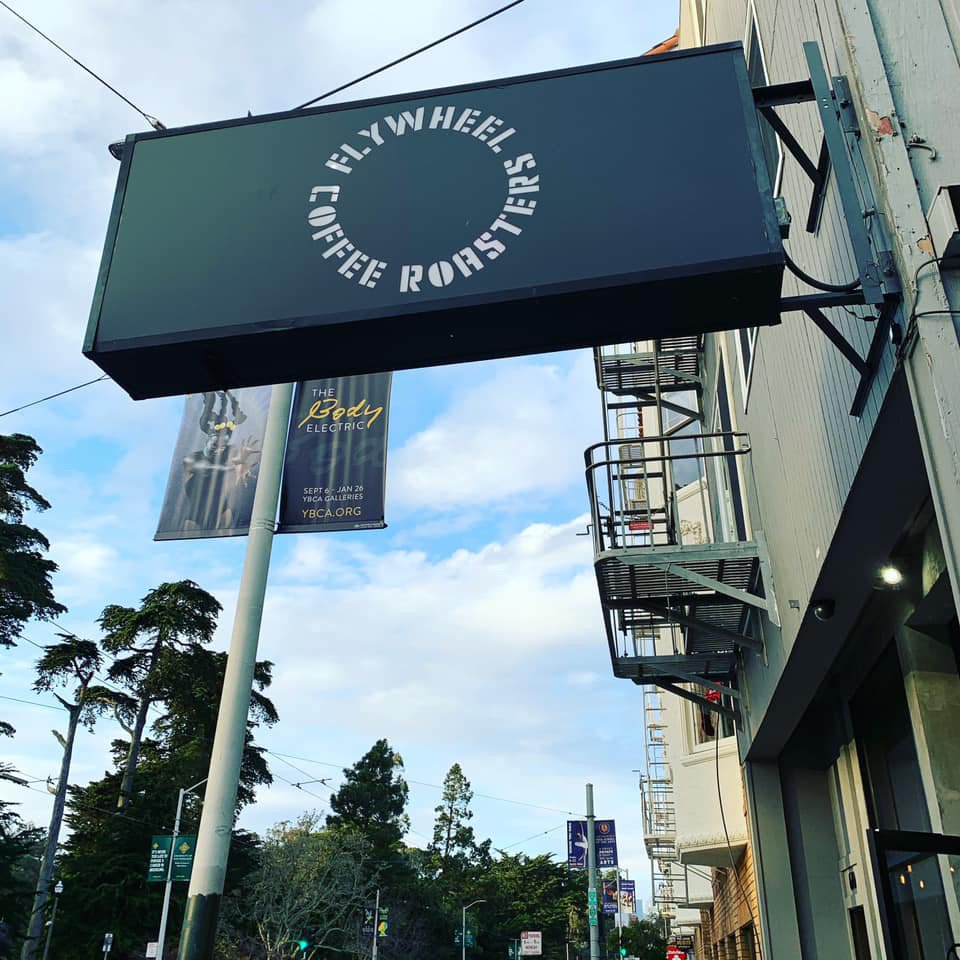 FLYWHEEL
COFFEE ROASTERS
THE
Body
ELECTRIC
SEPT 6 - JAN 26
YBCA GALLERIES
YBCA.ORG